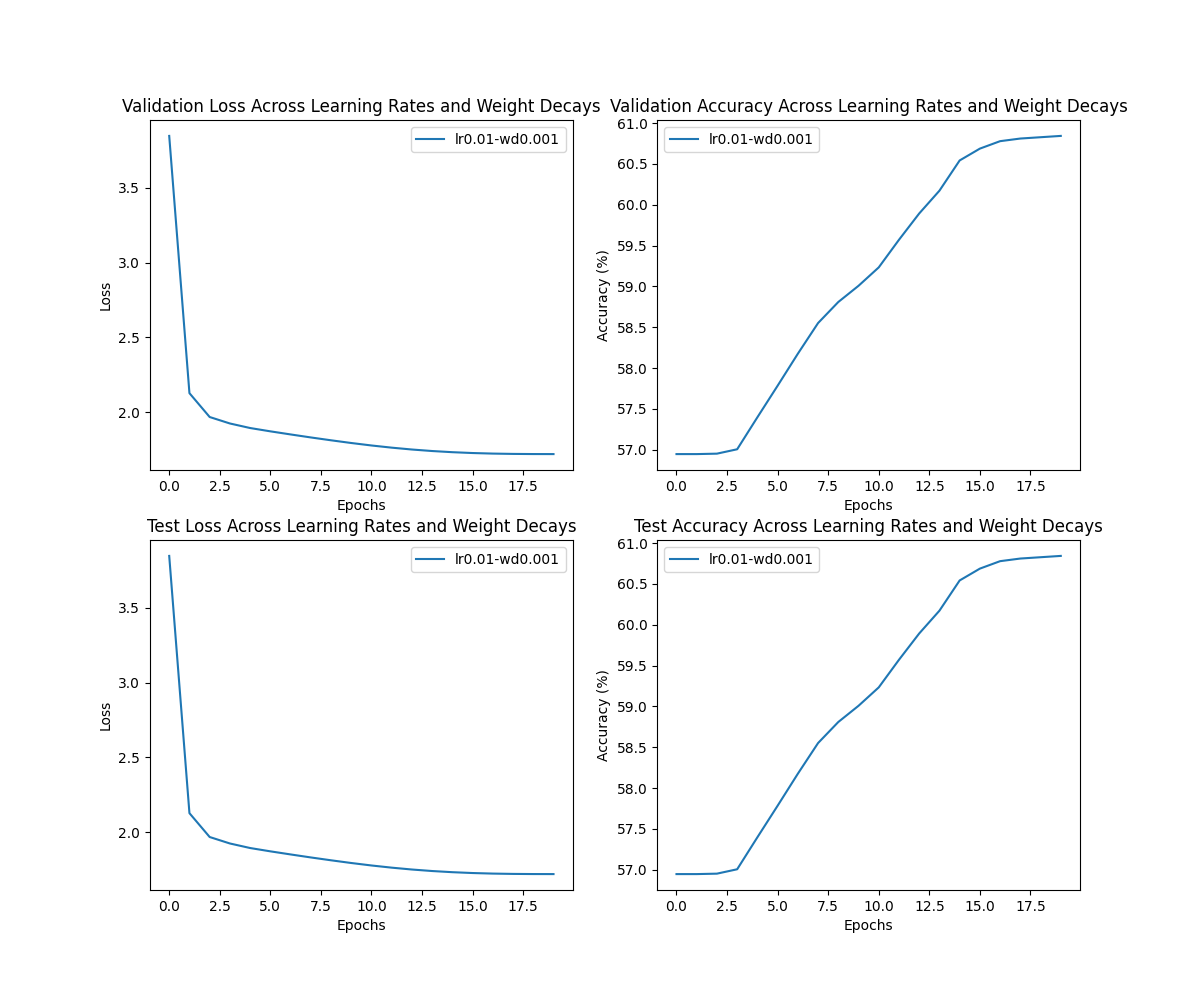 Validation Loss Across Learning Rates and Weight Decays
lr0.01-wd0.001
3.5
3.0
2.5
2.0
Loss
0.0 2.5 5.0 7.5 10.0 12.5 15.0 17.5
Epochs
Validation Accuracy Across Learning Rates and Weight Decays
lr0.01-wd0.001
61.0
60.5
60.0
59.5
59.0
58.5
58.0
57.5
57.0
Accuracy (%)
0.0 2.5 5.0 7.5 10.0 12.5 15.0 17.5
Epochs
Test Loss Across Learning Rates and Weight Decays
lr0.01-wd0.001
3.5
3.0
2.5
2.0
Loss
0.0 2.5 5.0 7.5 10.0 12.5 15.0 17.5
Epochs
Test Accuracy Across Learning Rates and Weight Decays
lr0.01-wd0.001
61.0
60.5
60.0
59.5
59.0
58.5
58.0
57.5
57.0
Accuracy (%)
0.0 2.5 5.0 7.5 10.0 12.5 15.0 17.5
Epochs